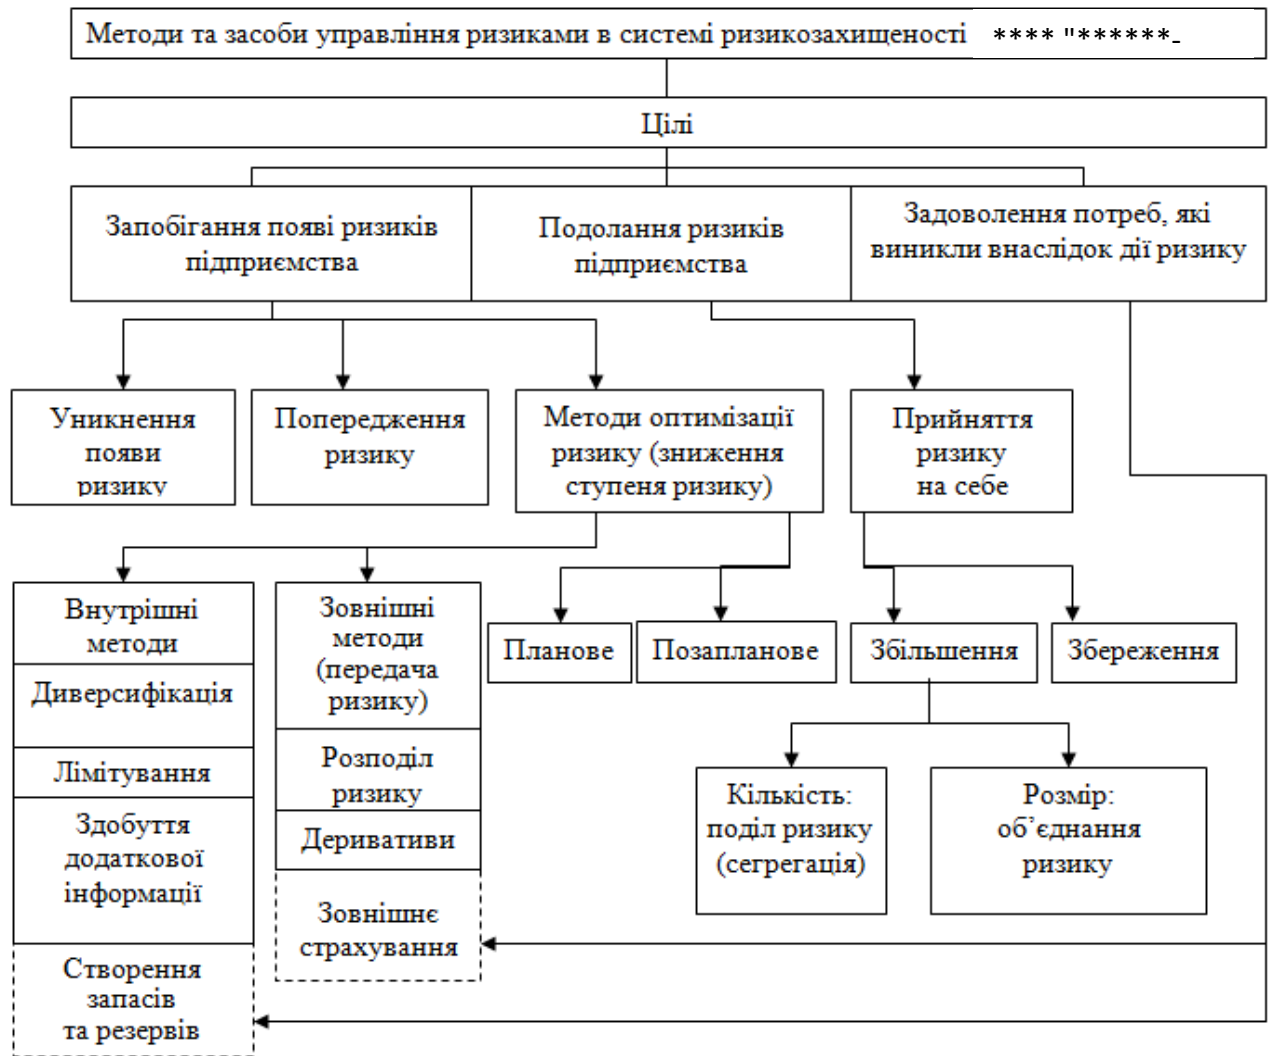 Методи та засоби управління ризиками в системі ризикозахищеності **** "******-
Цілі
Запобігання появі ризиків
підприємства
Подолання ризиків
підприємства
Задоволення потреб, які
виникли внаслідок дії ризику
Уникнення
появи
ризику
Попередження
ризику
Методи оптимізації
ризику (зниження
ступеня ризику)
Прийняття
ризику
на себе
Внутрішні
методи
Диверсифікація
Лімітування
Здобуття
додаткової
інформації
Створення
запасів
та резервів
Зовнішні
методи
(передача
ризику)
Розподіл
ризику
Деривативи
Зовнішнє
страхування
Планове
Позапланове
Збільшення
Збереження
Кількість:
поділ ризику
(сегрегація)
Розмір:
об’єднання
ризику